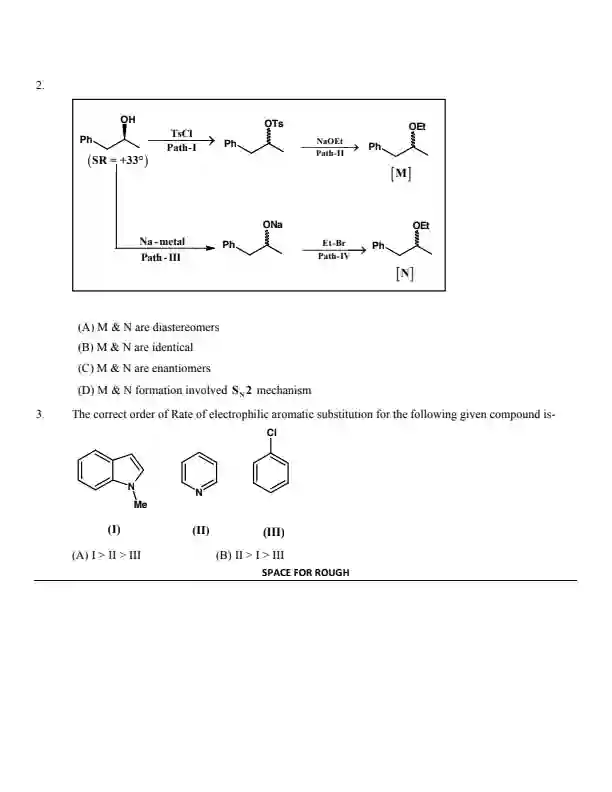 2.
OH
Ph
(SR = +33°)
TsCl
Path-I
OTs
Ph
NaOEt
Path-II
OEt
Ph
[M]
Na - metal
Path - III
ONa
Ph
Et-Br
Path-IV
OEt
Ph
[N]
(A) M & N are diastereomers
(B) M & N are identical
(C) M & N are enantiomers
(D) M & N formation involved S_N 2 mechanism
3. The correct order of Rate of electrophilic aromatic substitution for the following given compound is-
Cl
N
Me
N
(I) (II) (III)
(A) I > II > III (B) II > I > III
SPACE FOR ROUGH